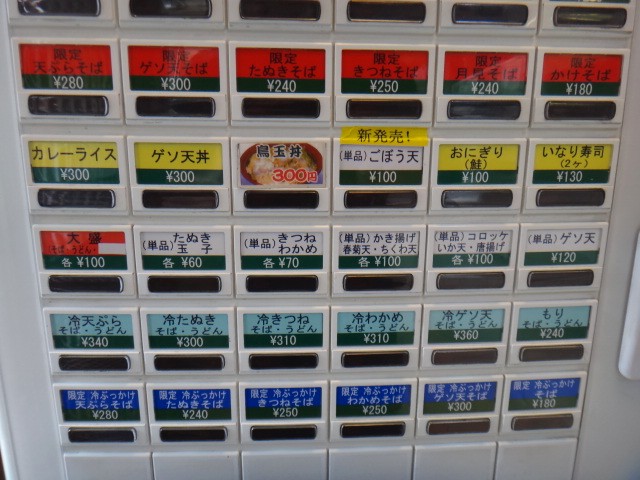 限定
天ぷらそば
¥280
限定
ゲソ天そば
¥300
限定
たぬきそば
¥240
限定
きつねそば
¥250
限定
月見そば
¥240
限定
かけそば
¥180
新発売!
カレーライス
¥300
ゲソ天丼
¥300
鳥玉丼
300円
(単品)ごぼう天
¥100
おにぎり
(鮭)
¥100
いなり寿司
(2ヶ)
¥130
大盛
そば・うどん
各 ¥100
(単品)たぬき
玉子
各 ¥60
(単品)きつね
わかめ
各 ¥70
(単品)かき揚げ
春菊天・ちくわ天
各 ¥100
(単品)コロッケ
いか天・唐揚げ
各 ¥100
(単品)ゲソ天
¥120
冷天ぷら
そば・うどん
¥340
冷たぬき
そば・うどん
¥300
冷きつね
そば・うどん
¥310
冷わかめ
そば・うどん
¥310
冷ゲソ天
そば・うどん
¥360
もり
そば・うどん
¥240
限定 冷ぶっかけ
天ぷらそば
¥280
限定 冷ぶっかけ
たぬきそば
¥240
限定 冷ぶっかけ
きつねそば
¥250
限定 冷ぶっかけ
わかめそば
¥250
限定 冷ぶっかけ
ゲソ天そば
¥300
限定 冷ぶっかけ
そば
¥180